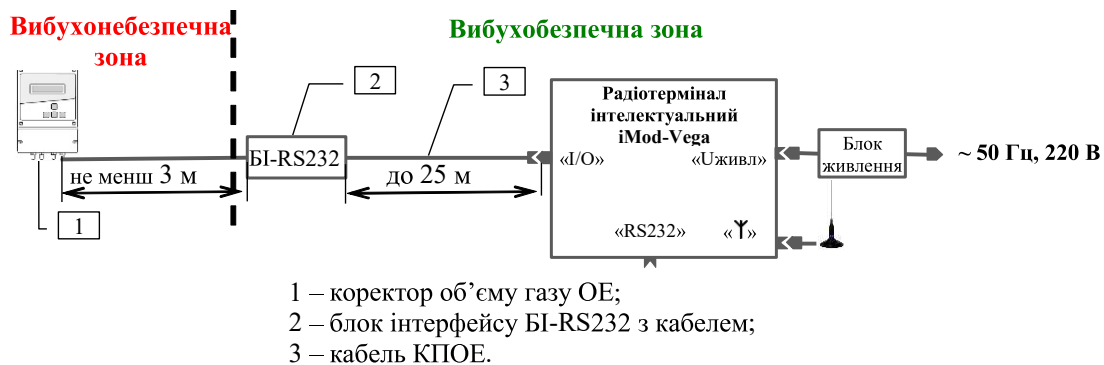 Вибухонебезпечна
зона
Вибухобезпечна зона
2
3
Радіотермінал
інтелектуальний
iMod-Vega
БІ-RS232
«I/O»
«Uживл»
Блок
живлення
~ 50 Гц, 220 В
не менш 3 м
до 25 м
1
«RS232»
« »
1 – коректор об’єму газу ОЕ;
2 – блок інтерфейсу БІ-RS232 з кабелем;
3 – кабель КПОЕ.